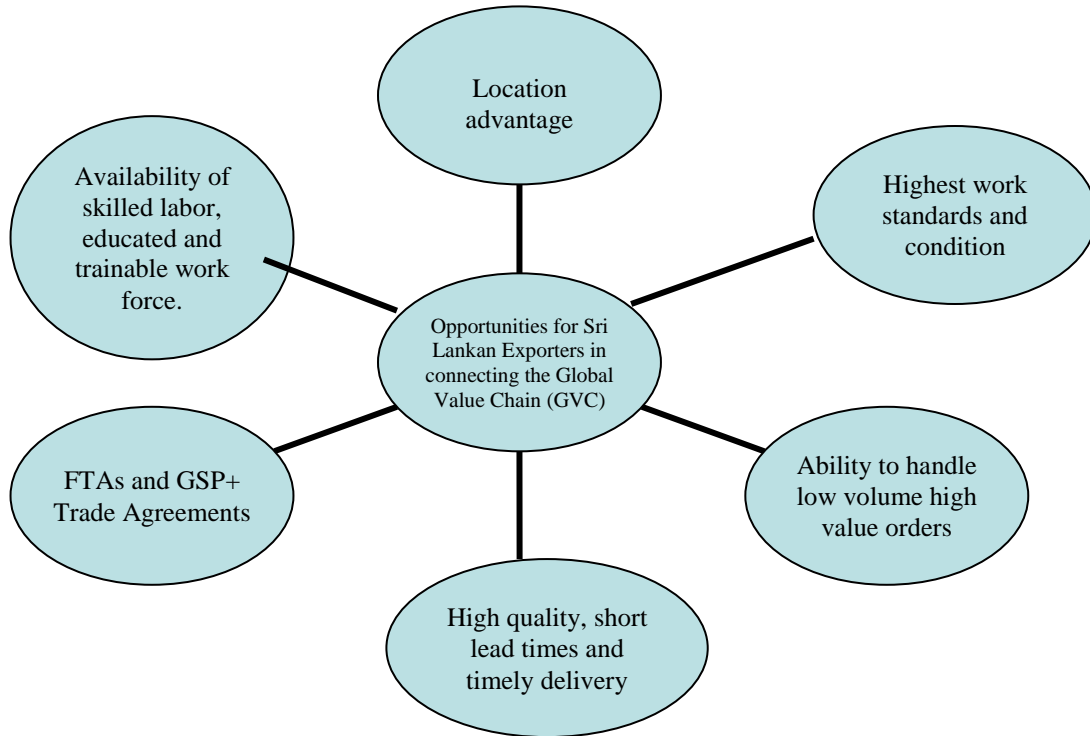 Location
advantage
Availability of
skilled labor,
educated and
trainable work
force.
Highest work
standards and
condition
Opportunities for Sri
Lankan Exporters in
connecting the Global
Value Chain (GVC)
FTAs and GSP+
Trade Agreements
Ability to handle
low volume high
value orders
High quality, short
lead times and
timely delivery